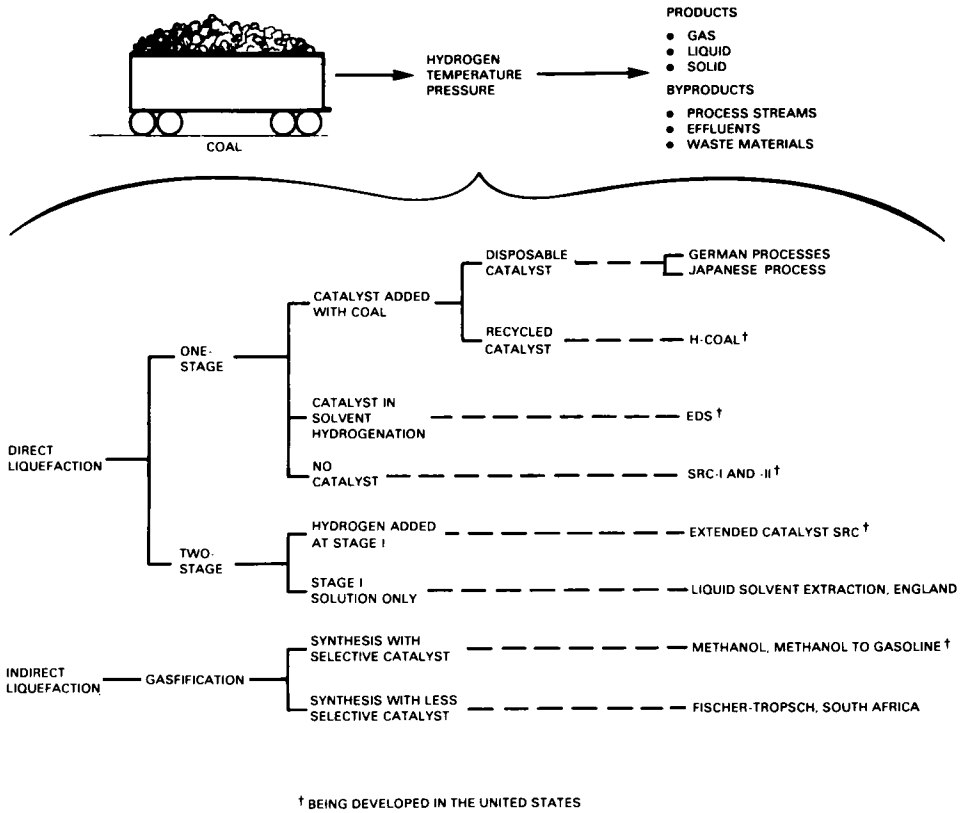 PRODUCTS
• GAS
• LIQUID
• SOLID
HYDROGEN
TEMPERATURE
PRESSURE
BYPRODUCTS
• PROCESS STREAMS
• EFFLUENTS
• WASTE MATERIALS
COAL
DIRECT
LIQUEFACTION
ONE-
STAGE
CATALYST ADDED
WITH COAL
DISPOSABLE
CATALYST
GERMAN PROCESSES
JAPANESE PROCESS
RECYCLED
CATALYST
H-COAL†
CATALYST IN
SOLVENT
HYDROGENATION
EDS†
NO
CATALYST
SRC-I AND -II†
TWO-
STAGE
HYDROGEN ADDED
AT STAGE I
EXTENDED CATALYST SRC†
STAGE I
SOLUTION ONLY
LIQUID SOLVENT EXTRACTION, ENGLAND
INDIRECT
LIQUEFACTION
GASFIFICATION
SYNTHESIS WITH
SELECTIVE CATALYST
METHANOL, METHANOL TO GASOLINE†
SYNTHESIS WITH LESS
SELECTIVE CATALYST
FISCHER-TROPSCH, SOUTH AFRICA
† BEING DEVELOPED IN THE UNITED STATES